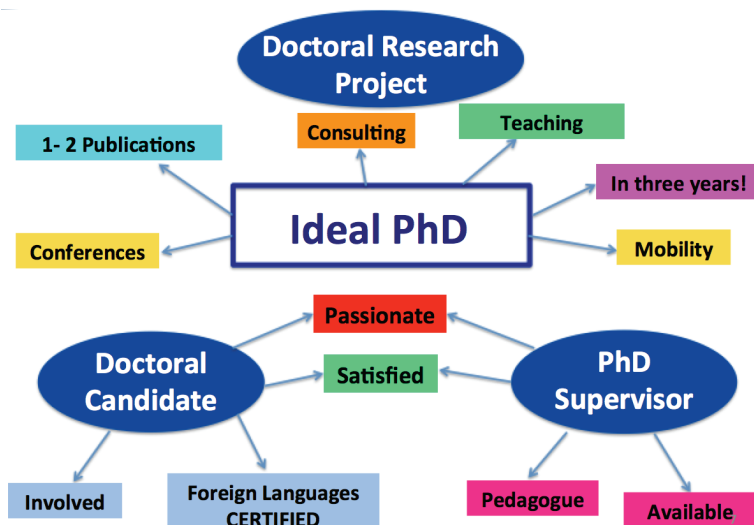 Doctoral Research
Project
Consulting
Teaching
1- 2 Publications
In three years!
Ideal PhD
Conferences
Mobility
Passionate
Doctoral
Candidate
PhD
Supervisor
Satisfied
Involved
Foreign Languages
CERTIFIED
Pedagogue
Available